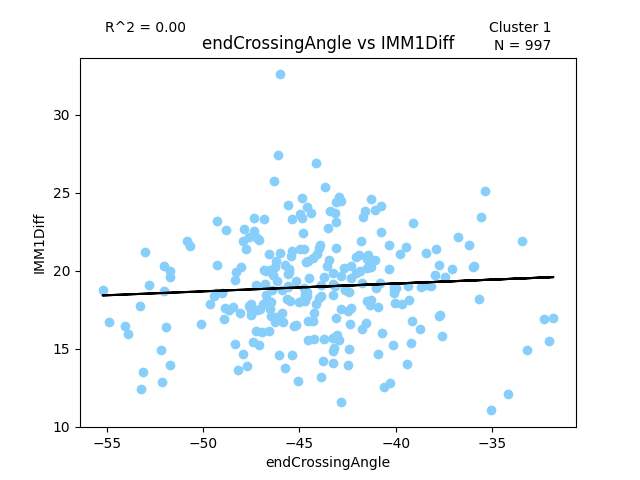 R^2 = 0.00
Cluster 1
endCrossingAngle vs IMM1Diff
N = 997
IMM1Diff
30
25
20
15
10
−55
−50
−45
−40
−35
endCrossingAngle